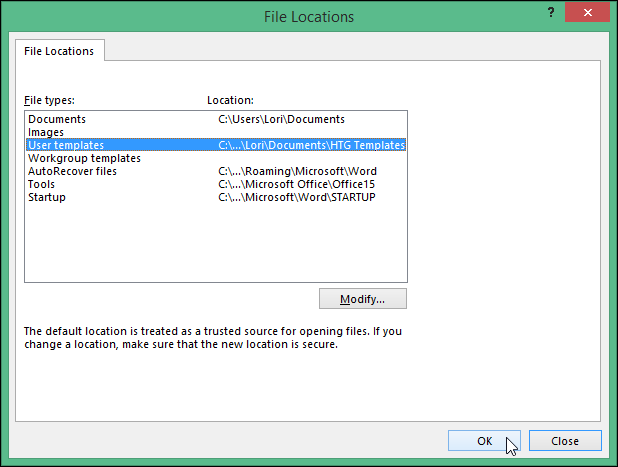 File Locations
?
File Locations
File types: Location:
Documents C:\Users\Lori\Documents
Images
User templates C:\...\Lori\Documents\HTG Templates
Workgroup templates
AutoRecover files C:\...\Roaming\Microsoft\Word
Tools C:\...\Microsoft Office\Office15
Startup C:\...\Microsoft\Word\STARTUP
Modify...
The default location is treated as a trusted source for opening files. If you
change a location, make sure that the new location is secure.
OK Close